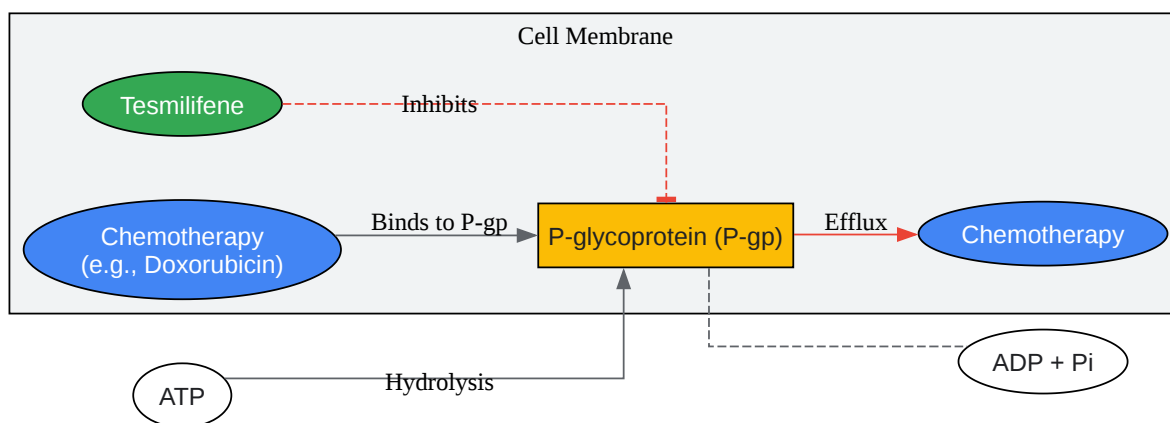 Cell Membrane
Tesmilifene
Inhibits
Chemotherapy
(e.g., Doxorubicin)
Binds to P-gp
P-glycoprotein (P-gp)
Efflux
Chemotherapy
ATP
Hydrolysis
ADP + Pi